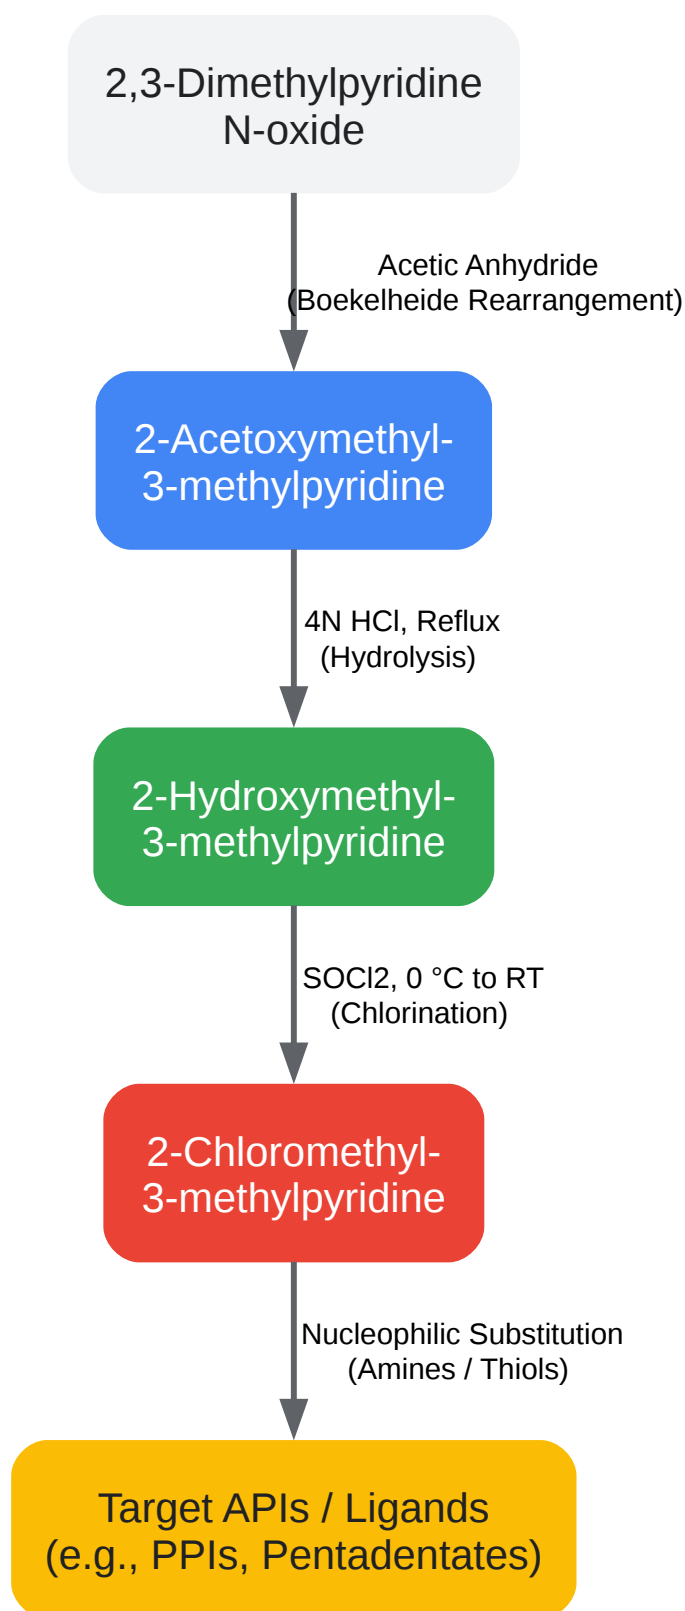 2,3-Dimethylpyridine
N-oxide
Acetic Anhydride
(Boekelheide Rearrangement)
2-Acetoxymethyl-
3-methylpyridine
4N HCl, Reflux
(Hydrolysis)
2-Hydroxymethyl-
3-methylpyridine
SOCl2, 0 °C to RT
(Chlorination)
2-Chloromethyl-
3-methylpyridine
Nucleophilic Substitution
(Amines / Thiols)
Target APIs / Ligands
(e.g., PPIs, Pentadentates)